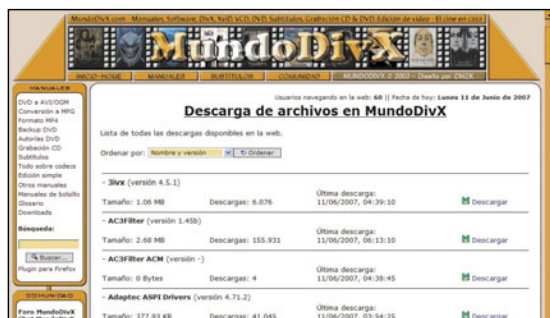 MundoDivX.com - Manuales, Software, DivX, XviD, VCD, DVD, Subtítulos, Grabación CD & DVD, Edición de vídeo - El cine en casa
MundoDivX
INICIO-HOME MANUALES SUBTITULOS COMUNIDAD MUNDODIVX © 2002 - Diseño por
MANUALES
DVD a AVI/OGM
Conversión a MPG
Formato MP4
Backup DVD
Autorías DVD
Grabación CD
Subtítulos
Todo sobre codecs
Edición simple
Otros manuales
Manuales de bolsillo
Glosario
Downloads
Búsqueda:
Buscar...
Plugin para Firefox
COMUNIDAD
Foro MundoDivX
Usuarios navegando en la web: 60 || Fecha de hoy: Lunes 11 de Junio de 2007
Descarga de archivos en MundoDivX
Lista de todas las descargas disponibles en la web.
Ordenar por: Nombre y versión Ordenar
- 3ivx (versión 4.5.1)
Tamaño: 1.06 MB Descargas: 6.076 Última descarga: 11/06/2007, 04:39:10 Descargar
- AC3Filter (versión 1.45b)
Tamaño: 2.68 MB Descargas: 155.931 Última descarga: 11/06/2007, 06:13:10 Descargar
- AC3Filter ACM (versión -)
Tamaño: 0 Bytes Descargas: 4 Última descarga: 11/06/2007, 04:38:45 Descargar
- Adaptec ASPI Drivers (versión 4.71.2)
Tamaño: 377.93 KB Descargas: 41.045 Última descarga: 11/06/2007, 03:54:25 Descargar